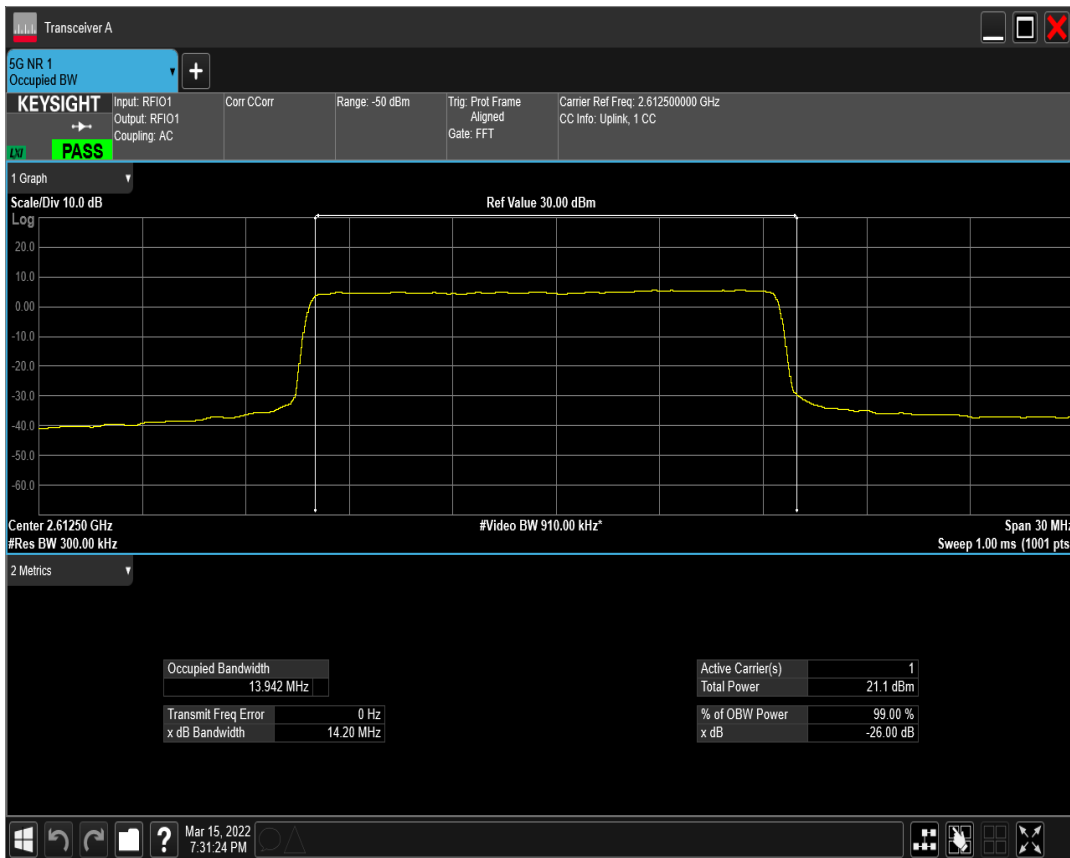 Transceiver A
5G NR 1
Occupied BW
KEYSIGHT
LXI
PASS
Input: RFIO1
Output: RFIO1
Coupling: AC
Corr CCorr
Range: -50 dBm
Trig: Prot Frame
Aligned
Gate: FFT
Carrier Ref Freq: 2.612500000 GHz
CC Info: Uplink, 1 CC
1 Graph
Scale/Div 10.0 dB
Ref Value 30.00 dBm
Log
20.0
10.0
0.00
-10.0
-20.0
-30.0
-40.0
-50.0
-60.0
Center 2.61250 GHz
#Video BW 910.00 kHz*
Span 30 MHz
#Res BW 300.00 kHz
Sweep 1.00 ms (1001 pts
2 Metrics
Occupied Bandwidth
13.942 MHz
Transmit Freq Error 0 Hz
x dB Bandwidth 14.20 MHz
Active Carrier(s) 1
Total Power 21.1 dBm
% of OBW Power 99.00 %
x dB -26.00 dB
?
Mar 15, 2022
7:31:24 PM